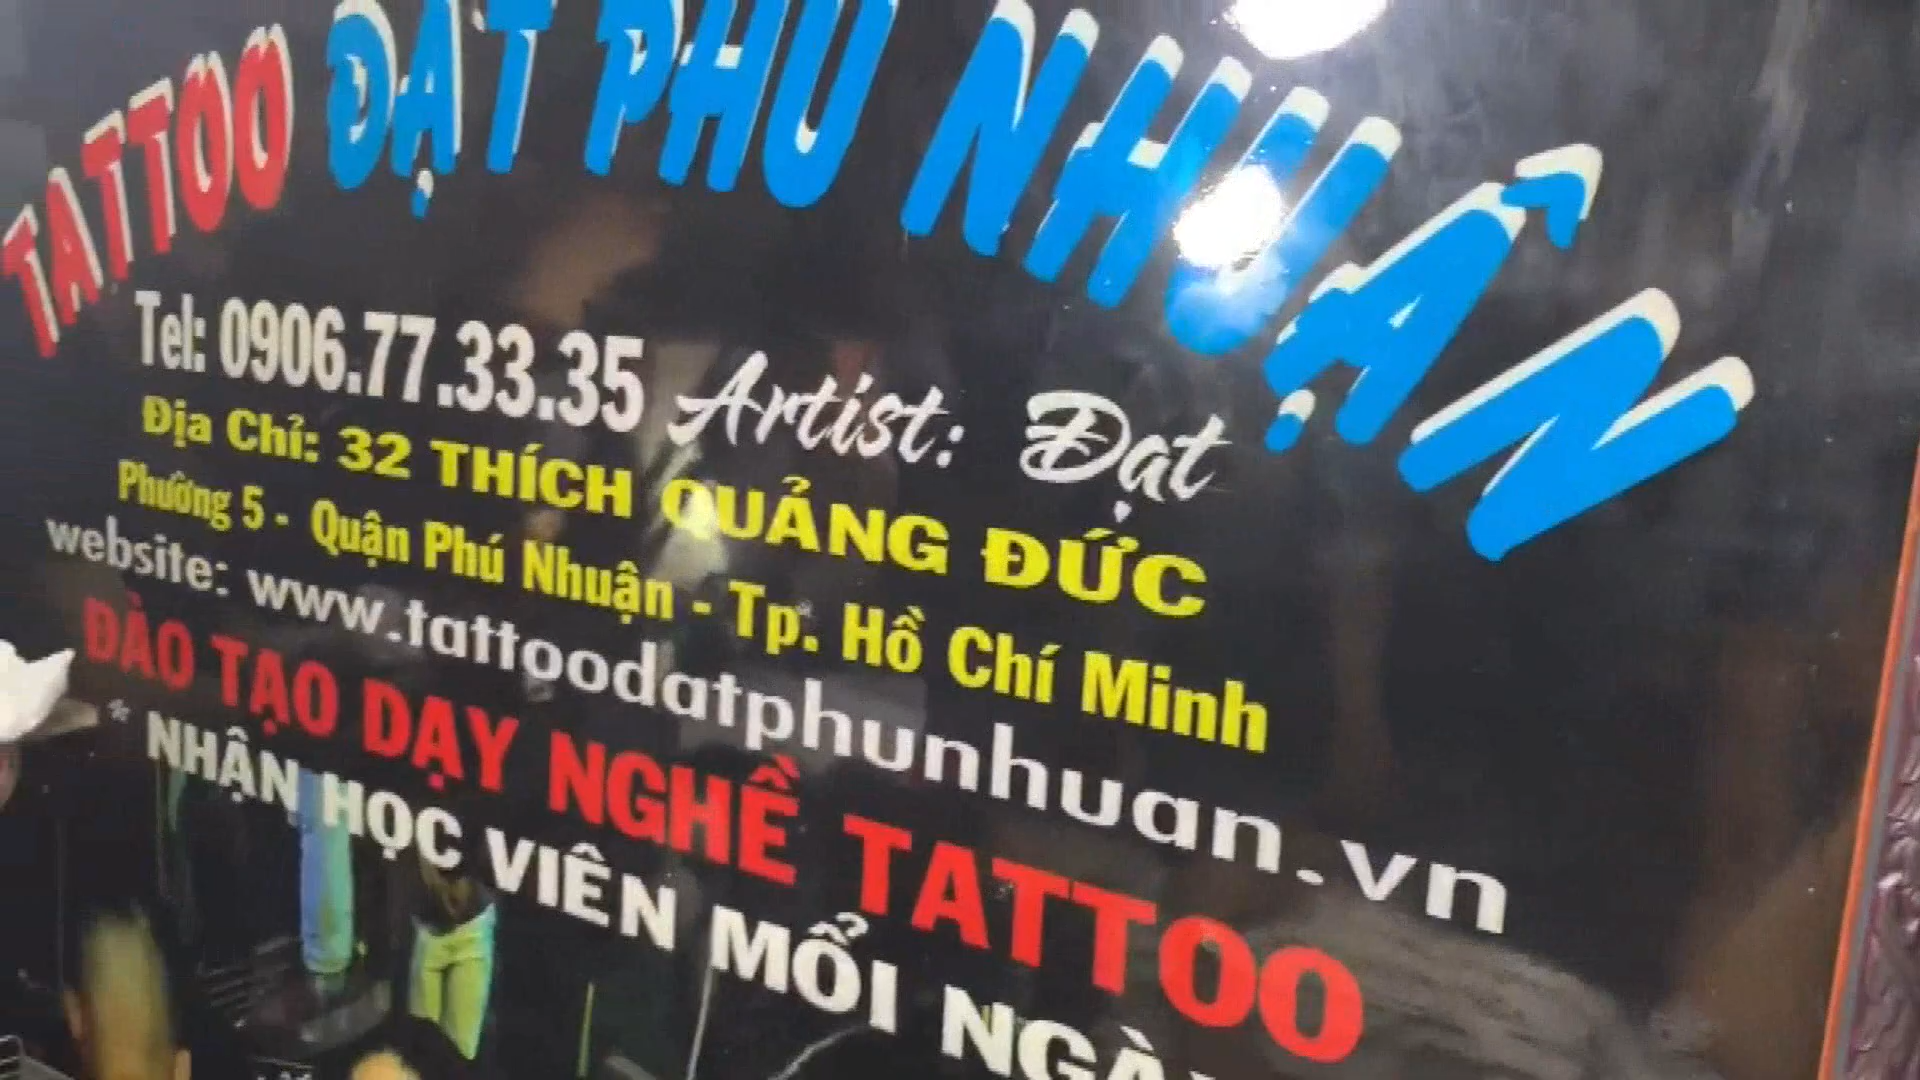 TATTOO ĐẠT PHÚ NHUẬN
Tel: 0906.77.33.35 Artist: Đạt
Địa Chỉ: 32 THÍCH QUẢNG ĐỨC
Phường 5 - Quận Phú Nhuận - Tp. Hồ Chí Minh
website: www.tattoodatphunhuan.vn
ĐÀO TẠO DẠY NGHỀ TATTOO
* NHẬN HỌC VIÊN MỔI NGÀY